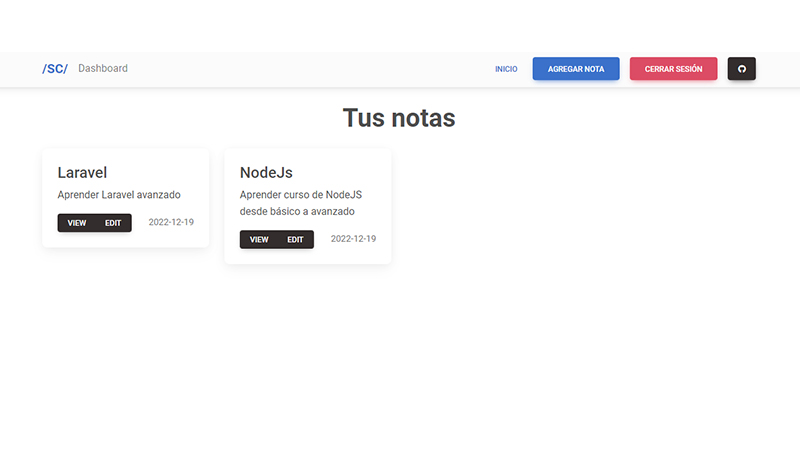 /SC/ Dashboard INICIO AGREGAR NOTA CERRAR SESIÓN
Tus notas
Laravel
Aprender Laravel avanzado
VIEW EDIT 2022-12-19
NodeJs
Aprender curso de NodeJS
desde básico a avanzado
VIEW EDIT 2022-12-19